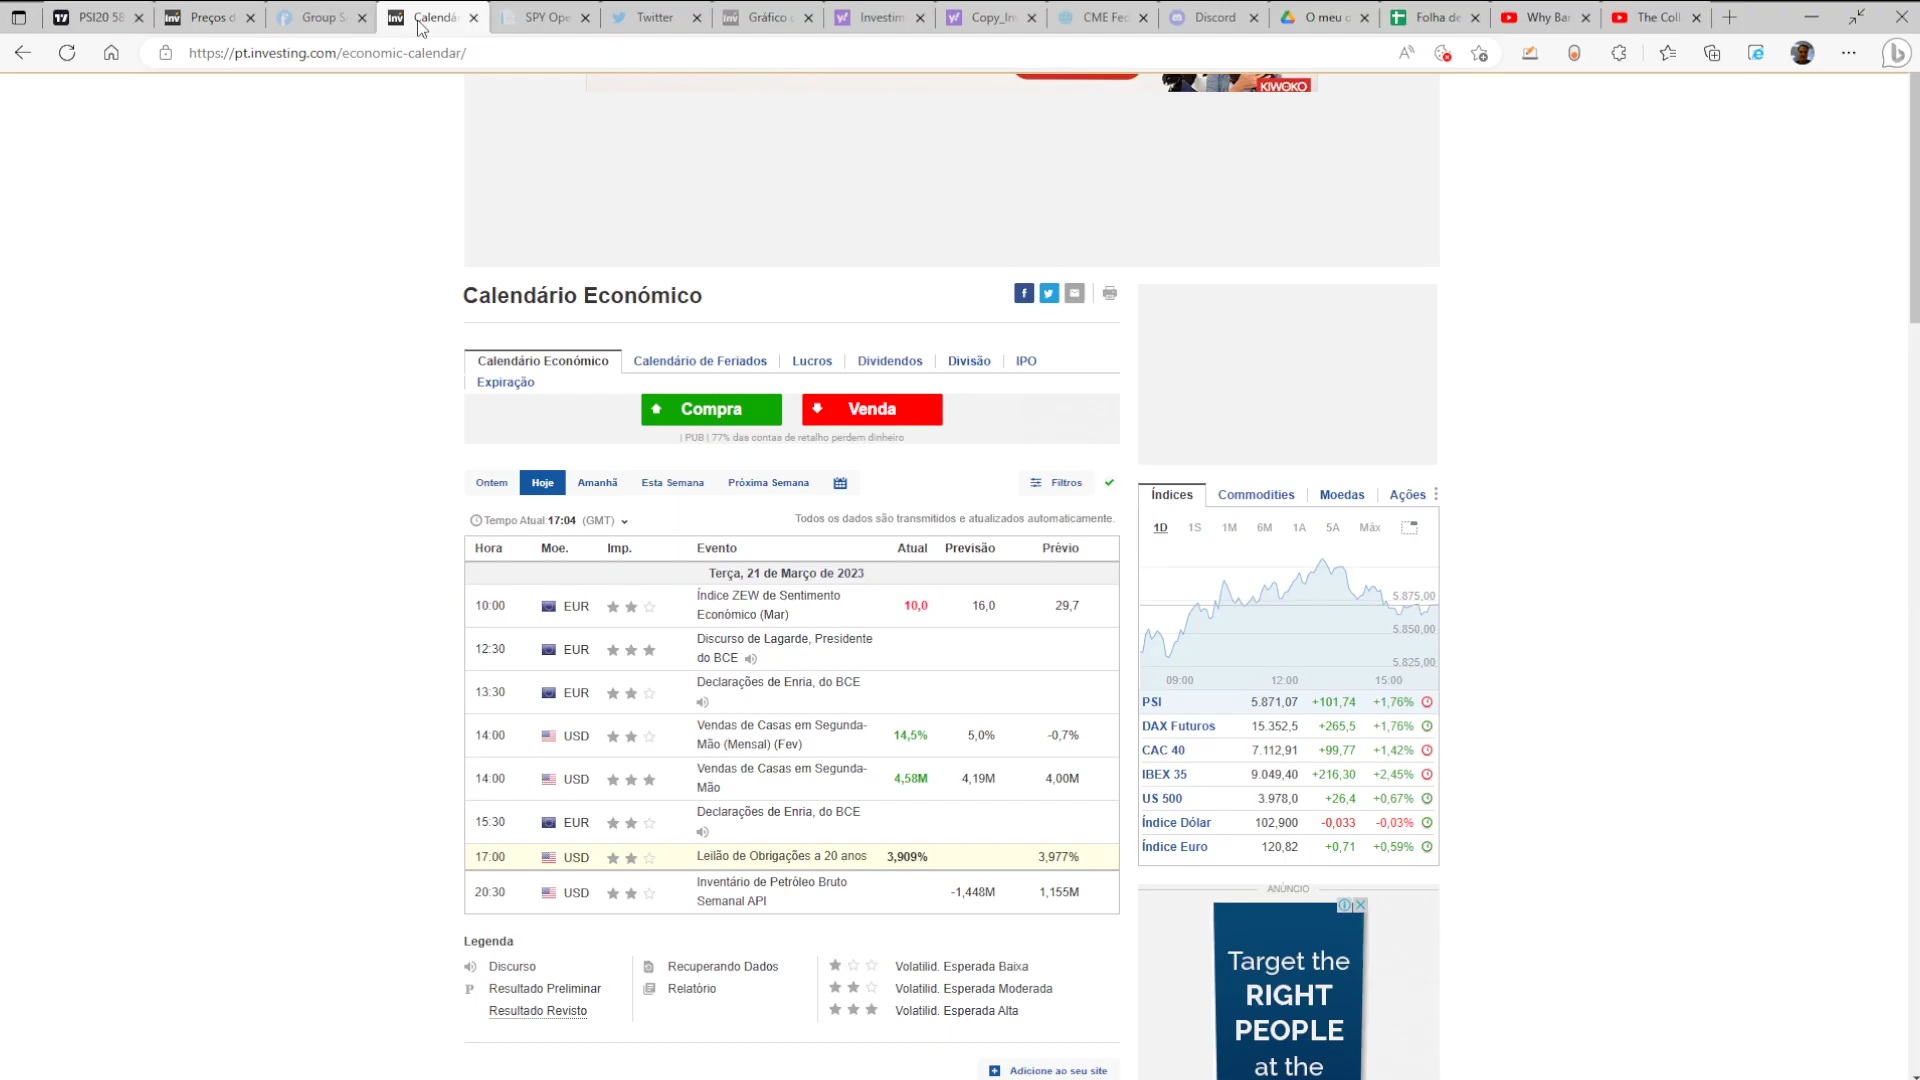 PSI20 58
Preços d
Group S
Calendá
SPY Ope
Twitter
Gráfico
Investim
Copy_In
CME Fed
Discord
O meu d
Folha de
Why Ban
The Coll
https://pt.investing.com/economic-calendar/
KIWOKO
Calendário Económico
Calendário Económico
Calendário de Feriados
Lucros
Dividendos
Divisão
IPO
Expiração
Compra
Venda
| PUB | 77% das contas de retalho perdem dinheiro
Ontem
Hoje
Amanhã
Esta Semana
Próxima Semana
Filtros
Tempo Atual:17:04 (GMT)
Todos os dados são transmitidos e atualizados automaticamente.
Hora Moe. Imp. Evento Atual Previsão Prévio
Terça, 21 de Março de 2023
10:00 EUR Índice ZEW de Sentimento Económico (Mar) 10,0 16,0 29,7
12:30 EUR Discurso de Lagarde, Presidente do BCE
13:30 EUR Declarações de Enria, do BCE
14:00 USD Vendas de Casas em Segunda-Mão (Mensal) (Fev) 14,5% 5,0% -0,7%
14:00 USD Vendas de Casas em Segunda-Mão 4,58M 4,19M 4,00M
15:30 EUR Declarações de Enria, do BCE
17:00 USD Leilão de Obrigações a 20 anos 3,909% 3,977%
20:30 USD Inventário de Petróleo Bruto Semanal API -1,448M 1,155M
Legenda
Discurso
P Resultado Preliminar
Resultado Revisto
Recuperando Dados
Relatório
Volatilid. Esperada Baixa
Volatilid. Esperada Moderada
Volatilid. Esperada Alta
Adicione ao seu site
Índices
Commodities
Moedas
Ações
1D 1S 1M 6M 1A 5A Máx
5.875,00
5.850,00
5.825,00
09:00 12:00 15:00
PSI 5.871,07 +101,74 +1,76%
DAX Futuros 15.352,5 +265,5 +1,76%
CAC 40 7.112,91 +99,77 +1,42%
IBEX 35 9.049,40 +216,30 +2,45%
US 500 3.978,0 +26,4 +0,67%
Índice Dólar 102,900 -0,033 -0,03%
Índice Euro 120,82 +0,71 +0,59%
ANÚNCIO
Target the
RIGHT
PEOPLE
at the